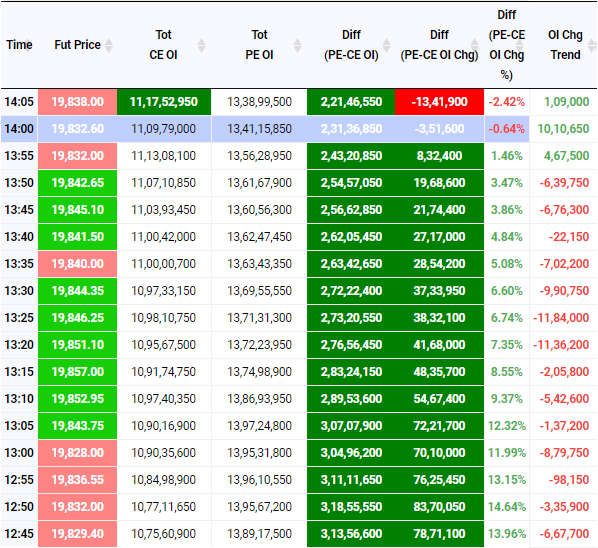 Time Fut Price Tot CE OI Tot PE OI Diff (PE-CE OI) Diff (PE-CE OI Chg) Diff (PE-CE OI Chg %) OI Chg Trend
14:05 19,838.00 11,17,52,950 13,38,99,500 2,21,46,550 -13,41,900 -2.42% 1,09,000
14:00 19,832.60 11,09,79,000 13,41,15,850 2,31,36,850 -3,51,600 -0.64% 10,10,650
13:55 19,832.00 11,13,08,100 13,56,28,950 2,43,20,850 8,32,400 1.46% 4,67,500
13:50 19,842.65 11,07,10,850 13,61,67,900 2,54,57,050 19,68,600 3.47% -6,39,750
13:45 19,845.10 11,03,93,450 13,60,56,300 2,56,62,850 21,74,400 3.86% -6,76,300
13:40 19,841.50 11,00,42,000 13,62,47,450 2,62,05,450 27,17,000 4.84% -22,150
13:35 19,840.00 11,00,00,700 13,63,43,350 2,63,42,650 28,54,200 5.08% -7,02,200
13:30 19,844.35 10,97,33,150 13,69,55,550 2,72,22,400 37,33,950 6.60% -9,90,750
13:25 19,846.25 10,98,10,750 13,71,31,300 2,73,20,550 38,32,100 6.74% -11,84,000
13:20 19,851.10 10,95,67,500 13,72,23,950 2,76,56,450 41,68,000 7.35% -11,36,200
13:15 19,857.00 10,91,74,750 13,74,98,900 2,83,24,150 48,35,700 8.55% -2,05,800
13:10 19,852.95 10,97,40,350 13,86,93,950 2,89,53,600 54,67,400 9.37% -5,42,600
13:05 19,843.75 10,90,16,900 13,97,24,800 3,07,07,900 72,21,700 12.32% -1,37,200
13:00 19,828.00 10,90,35,600 13,95,31,800 3,04,96,200 70,10,000 11.99% -8,79,750
12:55 19,836.55 10,84,98,900 13,96,10,550 3,11,11,650 76,25,450 13.15% -98,150
12:50 19,832.00 10,77,11,650 13,95,67,200 3,18,55,550 83,70,050 14.64% -3,35,900
12:45 19,829.40 10,75,60,900 13,89,17,500 3,13,56,600 78,71,100 13.96% -6,67,700